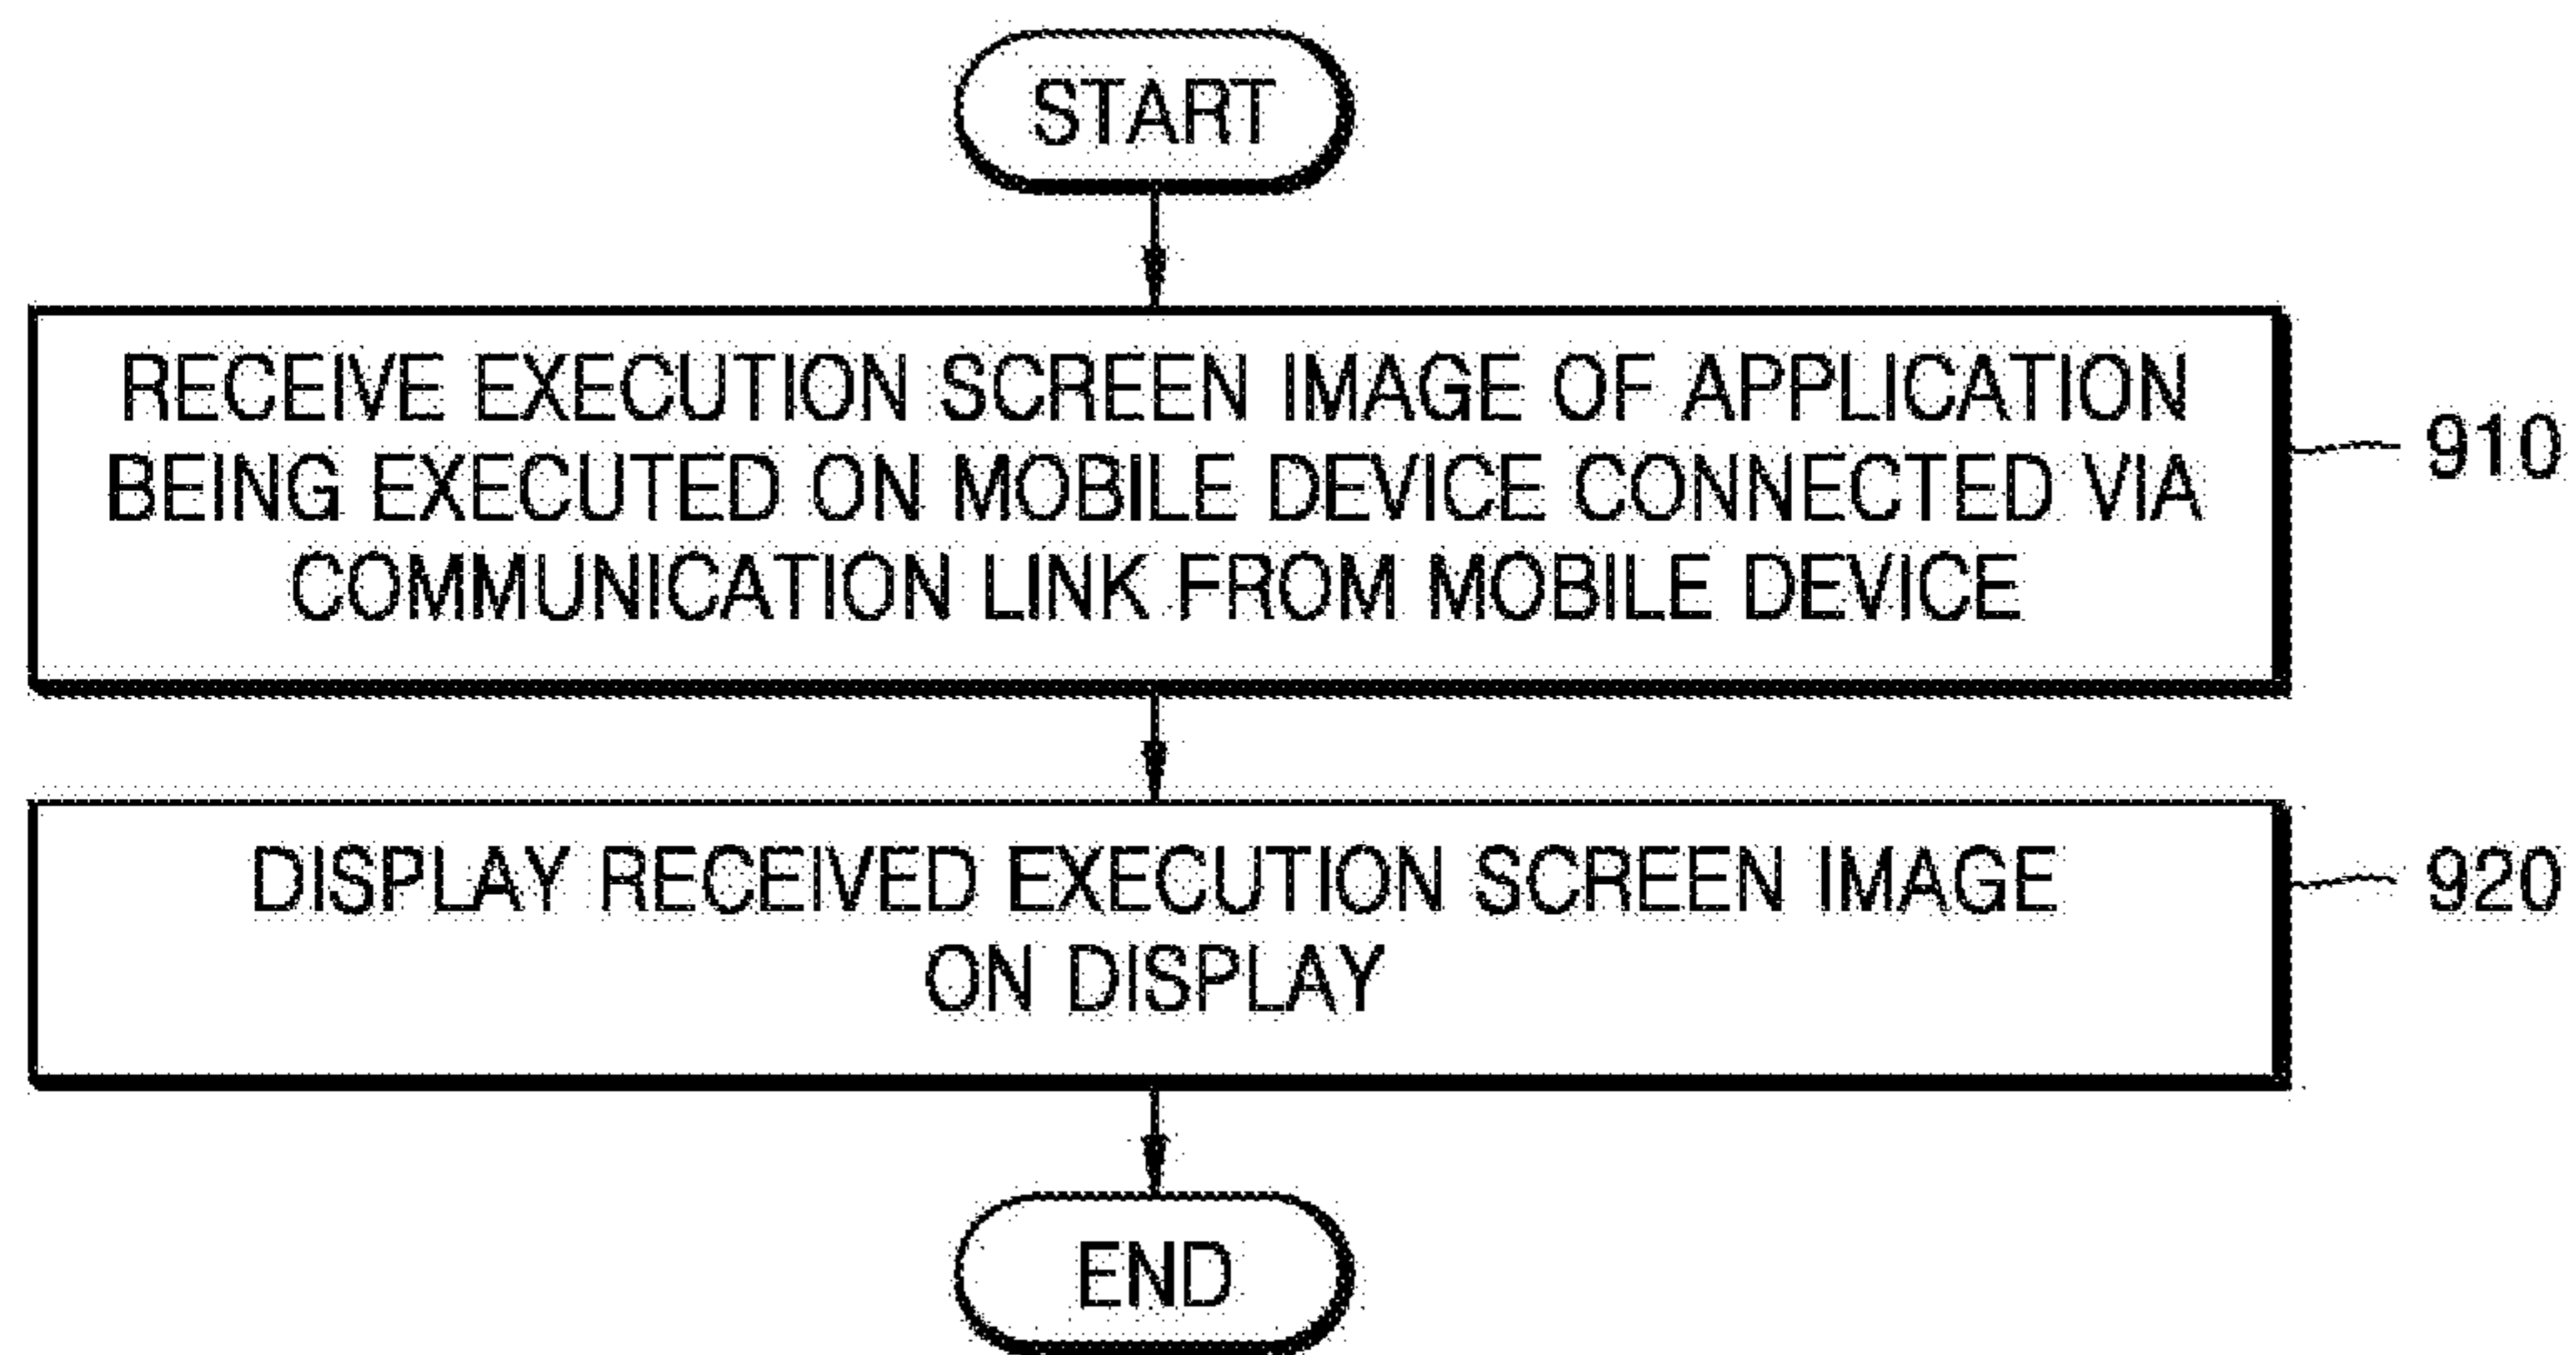 START
RECEIVE EXECUTION SCREEN IMAGE OF APPLICATION
BEING EXECUTED ON MOBILE DEVICE CONNECTED VIA
COMMUNICATION LINK FROM MOBILE DEVICE
910
DISPLAY RECEIVED EXECUTION SCREEN IMAGE
ON DISPLAY
920
END